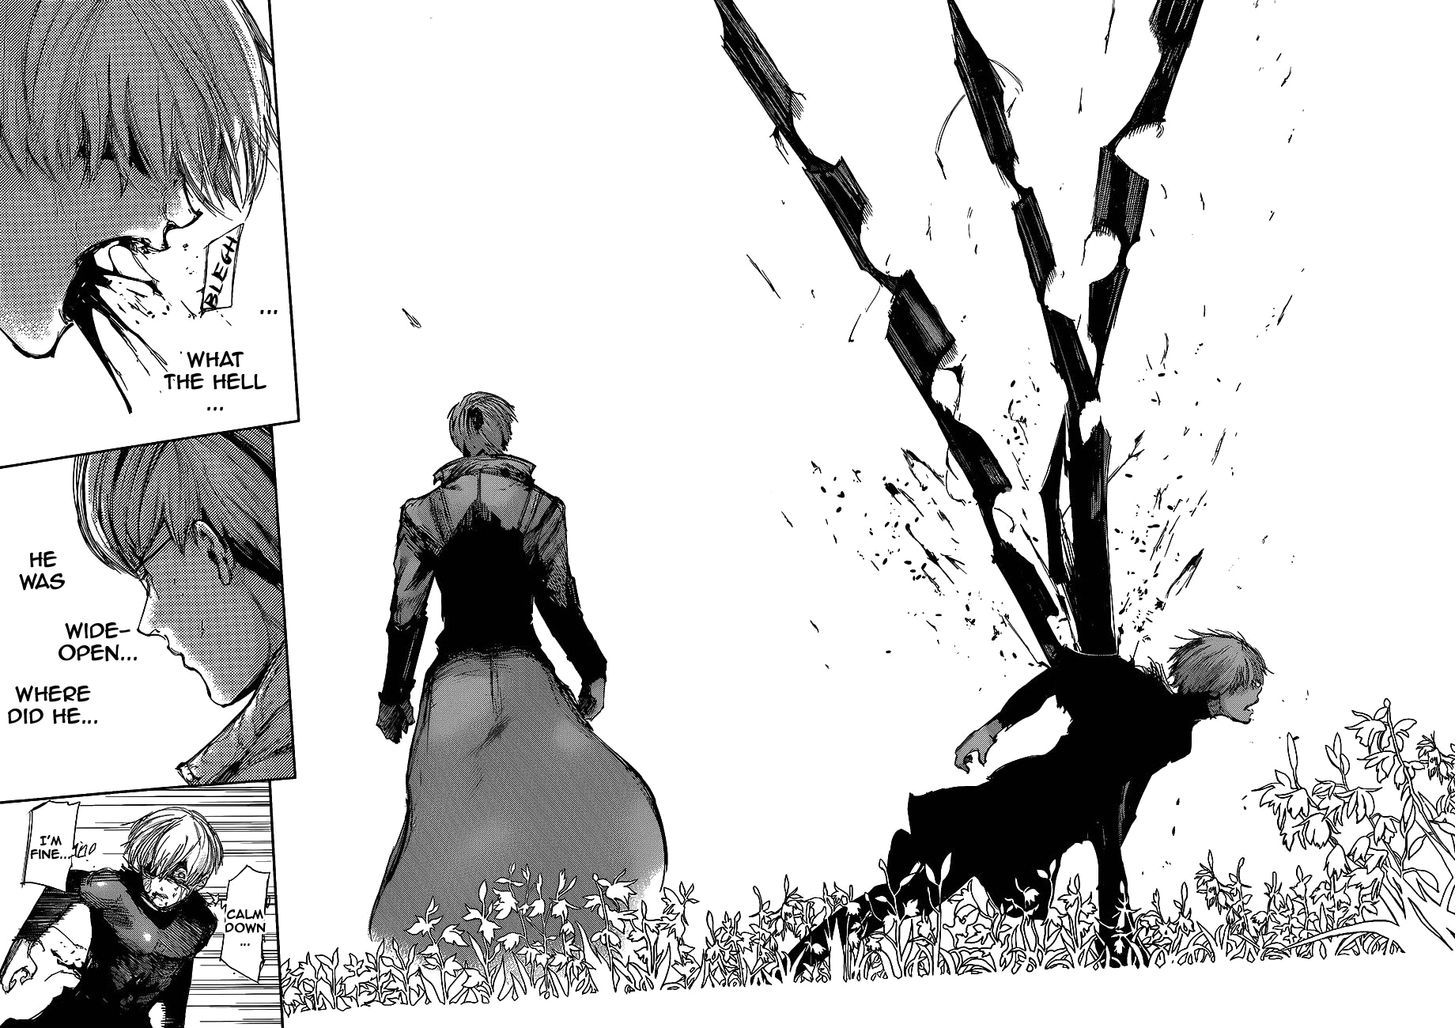 BLEGH
...
WHAT
THE HELL
...
HE
WAS
WIDE-
OPEN...
WHERE
DID HE...
I'M
FINE...
CALM
DOWN
...